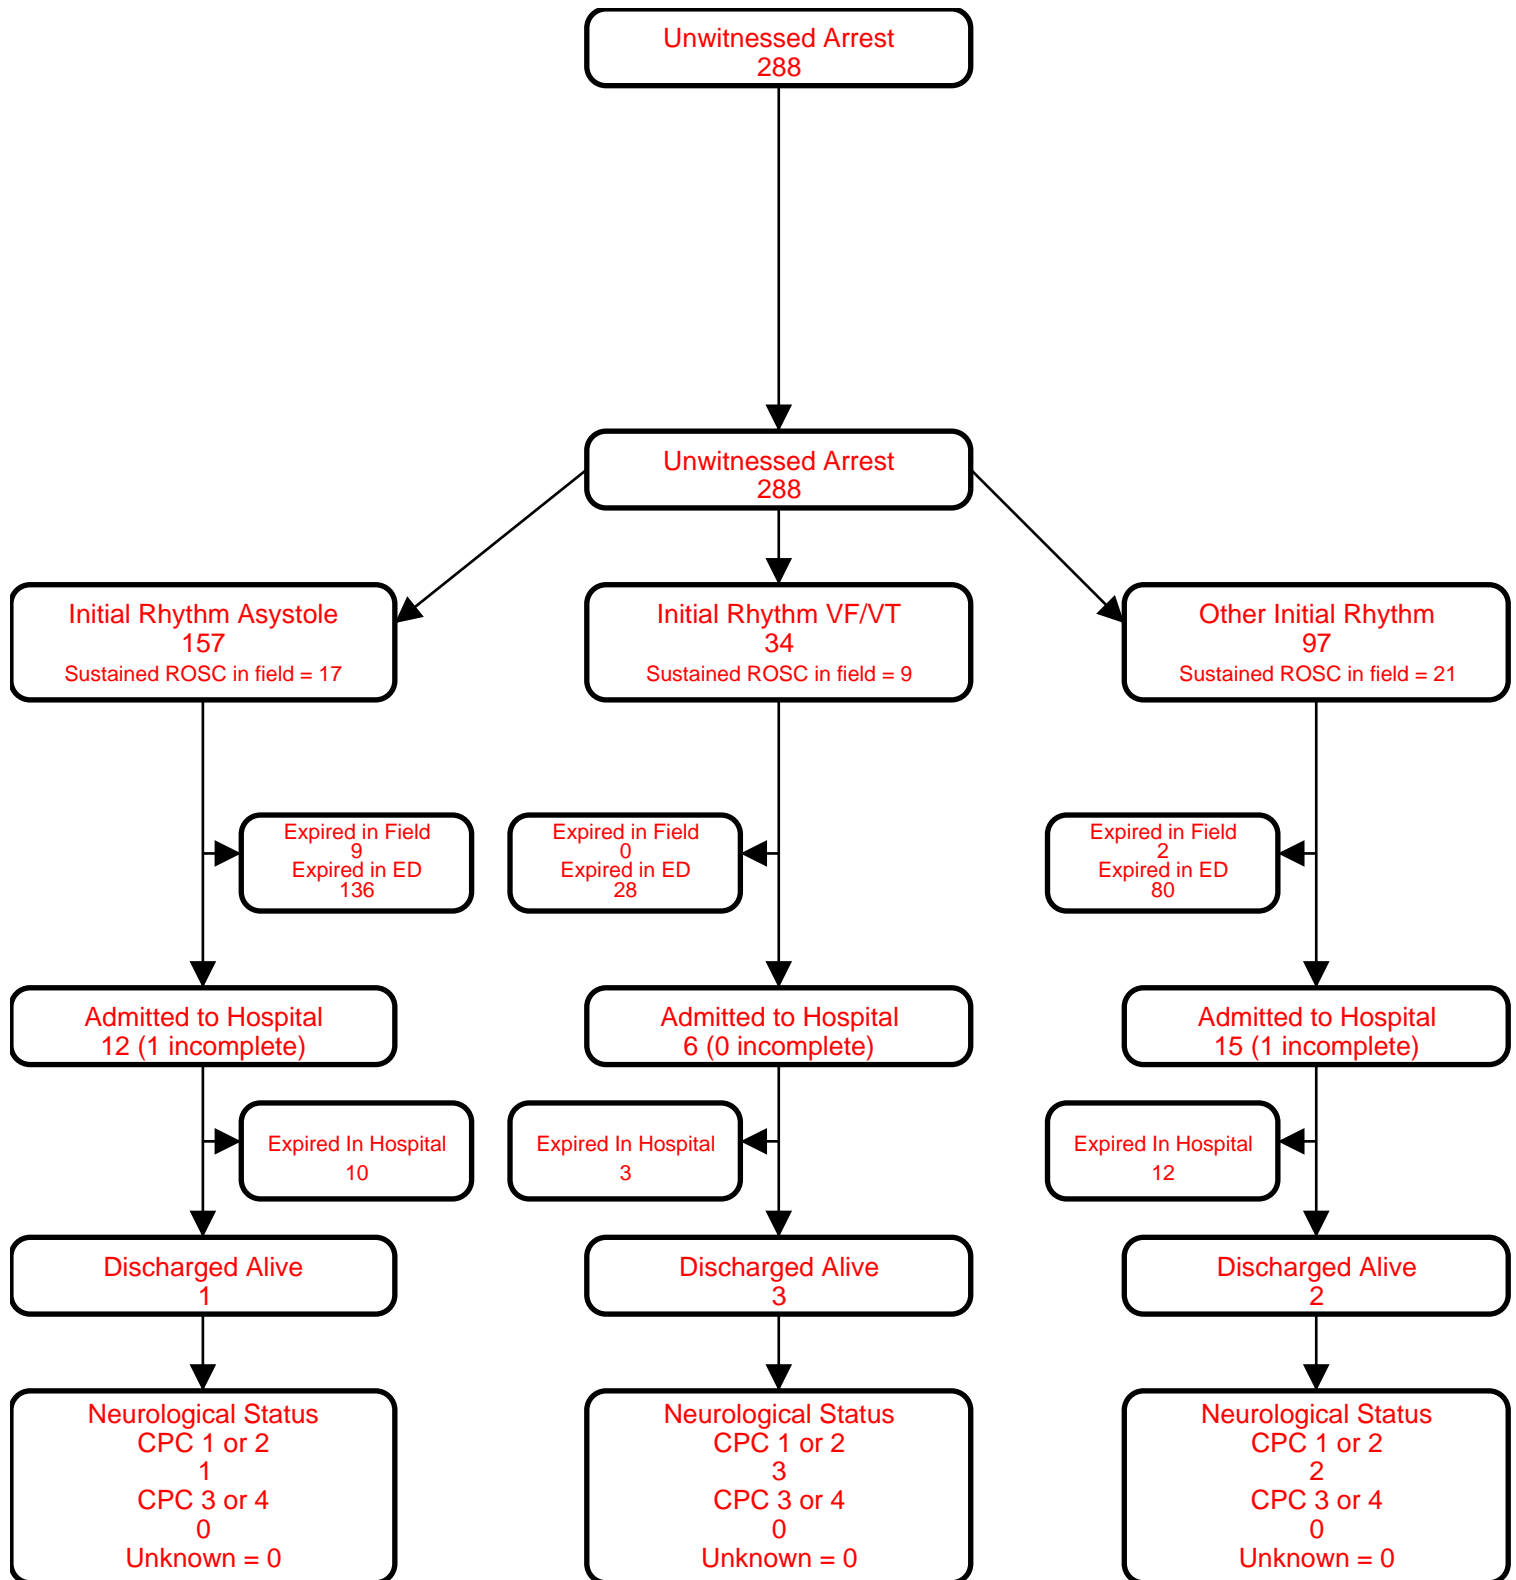 Unwitnessed Arrest
288
Unwitnessed Arrest
288
Initial Rhythm Asystole
157
Sustained ROSC in field = 17
Initial Rhythm VF/VT
34
Sustained ROSC in field = 9
Other Initial Rhythm
97
Sustained ROSC in field = 21
Expired in Field
9
Expired in ED
136
Expired in Field
0
Expired in ED
28
Expired in Field
2
Expired in ED
80
Admitted to Hospital
12 (1 incomplete)
Admitted to Hospital
6 (0 incomplete)
Admitted to Hospital
15 (1 incomplete)
Expired In Hospital
10
Expired In Hospital
3
Expired In Hospital
12
Discharged Alive
1
Discharged Alive
3
Discharged Alive
2
Neurological Status
CPC 1 or 2
1
CPC 3 or 4
0
Unknown = 0
Neurological Status
CPC 1 or 2
3
CPC 3 or 4
0
Unknown = 0
Neurological Status
CPC 1 or 2
2
CPC 3 or 4
0
Unknown = 0